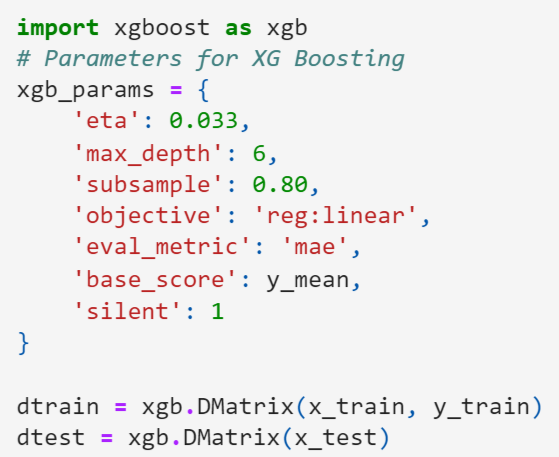 import xgboost as xgb
# Parameters for XG Boosting
xgb_params = {
    'eta': 0.033,
    'max_depth': 6,
    'subsample': 0.80,
    'objective': 'reg:linear',
    'eval_metric': 'mae',
    'base_score': y_mean,
    'silent': 1
}

dtrain = xgb.DMatrix(x_train, y_train)
dtest = xgb.DMatrix(x_test)